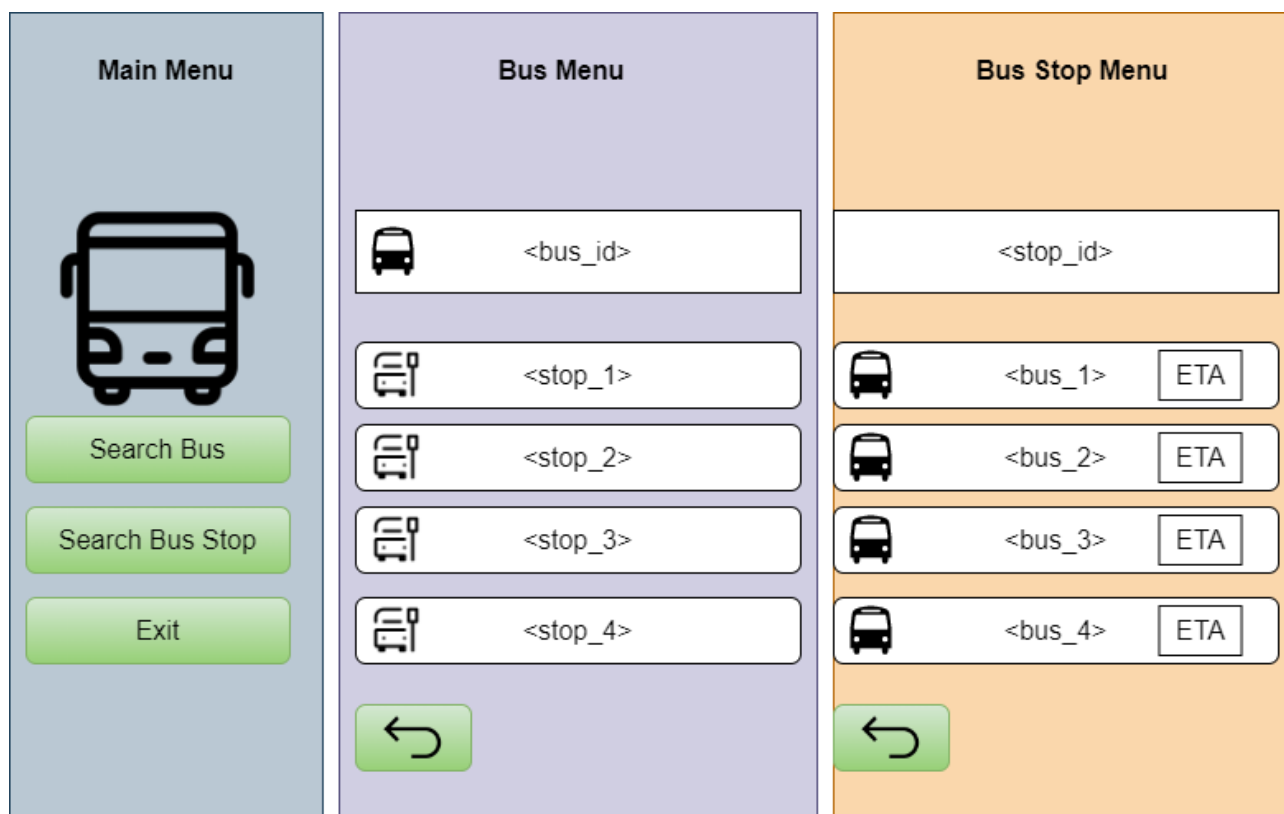 Main Menu
Search Bus
Search Bus Stop
Exit
Bus Menu
<bus_id>
<stop_1>
<stop_2>
<stop_3>
<stop_4>
Bus Stop Menu
<stop_id>
<bus_1> ETA
<bus_2> ETA
<bus_3> ETA
<bus_4> ETA